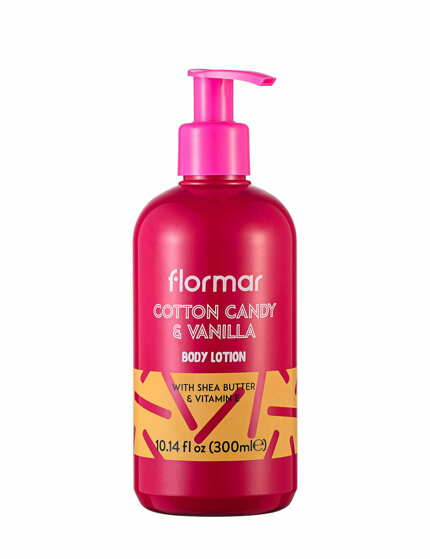 flormar
COTTON CANDY
& VANILLA
BODY LOTION
WITH SHEA BUTTER
& VITAMIN E
10.14 fl oz (300ml℮)